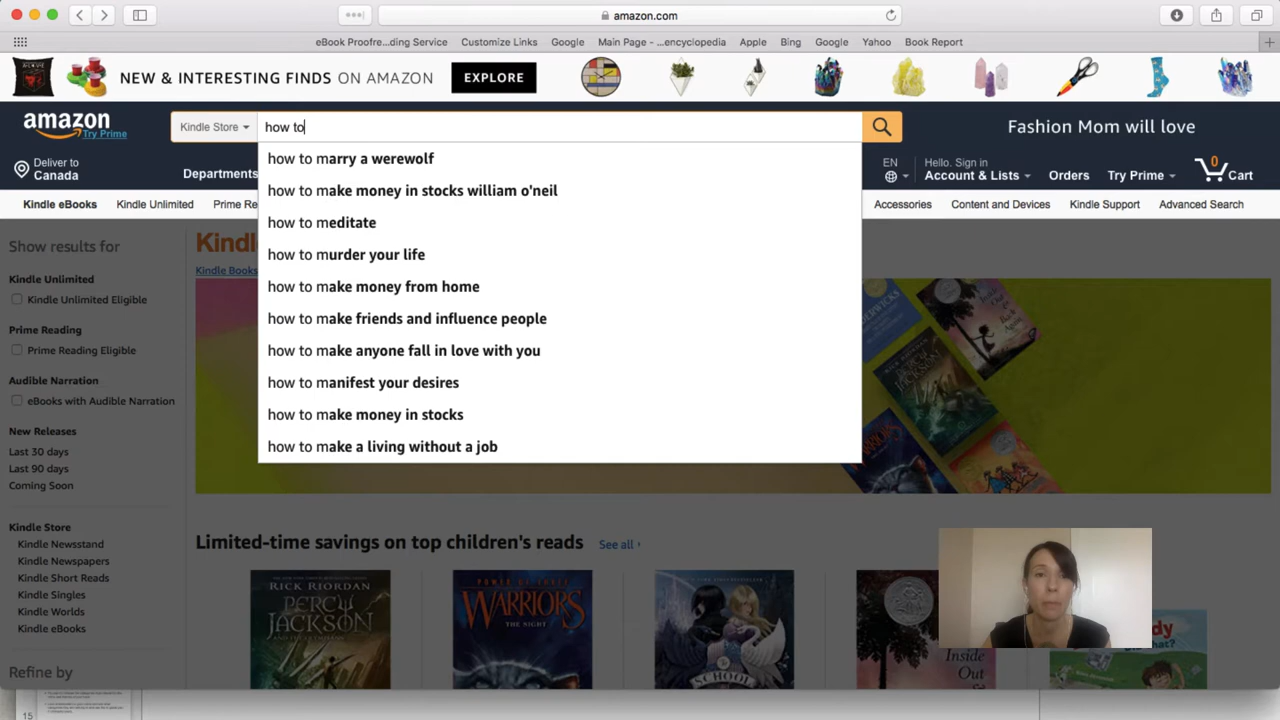 amazon.com
eBook Proofre...ding Service
Customize Links
Google
Main Page - ...encyclopedia
Apple
Bing
Google
Yahoo
Book Report
NEW & INTERESTING FINDS ON AMAZON
EXPLORE
amazon
Try Prime
Kindle Store
how to
Fashion Mom will love
Deliver to
Canada
Departments
EN
Hello. Sign in
Account & Lists
Orders
Try Prime
0
Cart
Kindle eBooks
Kindle Unlimited
Prime Re
Accessories
Content and Devices
Kindle Support
Advanced Search
how to marry a werewolf
how to make money in stocks william o'neil
how to meditate
how to murder your life
how to make money from home
how to make friends and influence people
how to make anyone fall in love with you
how to manifest your desires
how to make money in stocks
how to make a living without a job
Show results for
Kindle Unlimited
Kindle Unlimited Eligible
Prime Reading
Prime Reading Eligible
Audible Narration
eBooks with Audible Narration
New Releases
Last 30 days
Last 90 days
Coming Soon
Kindle Store
Kindle Newsstand
Kindle Newspapers
Kindle Short Reads
Kindle Singles
Kindle Worlds
Kindle eBooks
Refine by
Kindl
Kindle Books
Limited-time savings on top children's reads
See all ›
RICK RIORDAN
PERCY
JACKSON
POWER OF THREE
WARRIORS
THE SIGHT
SCHOOL
Inside
Out
15